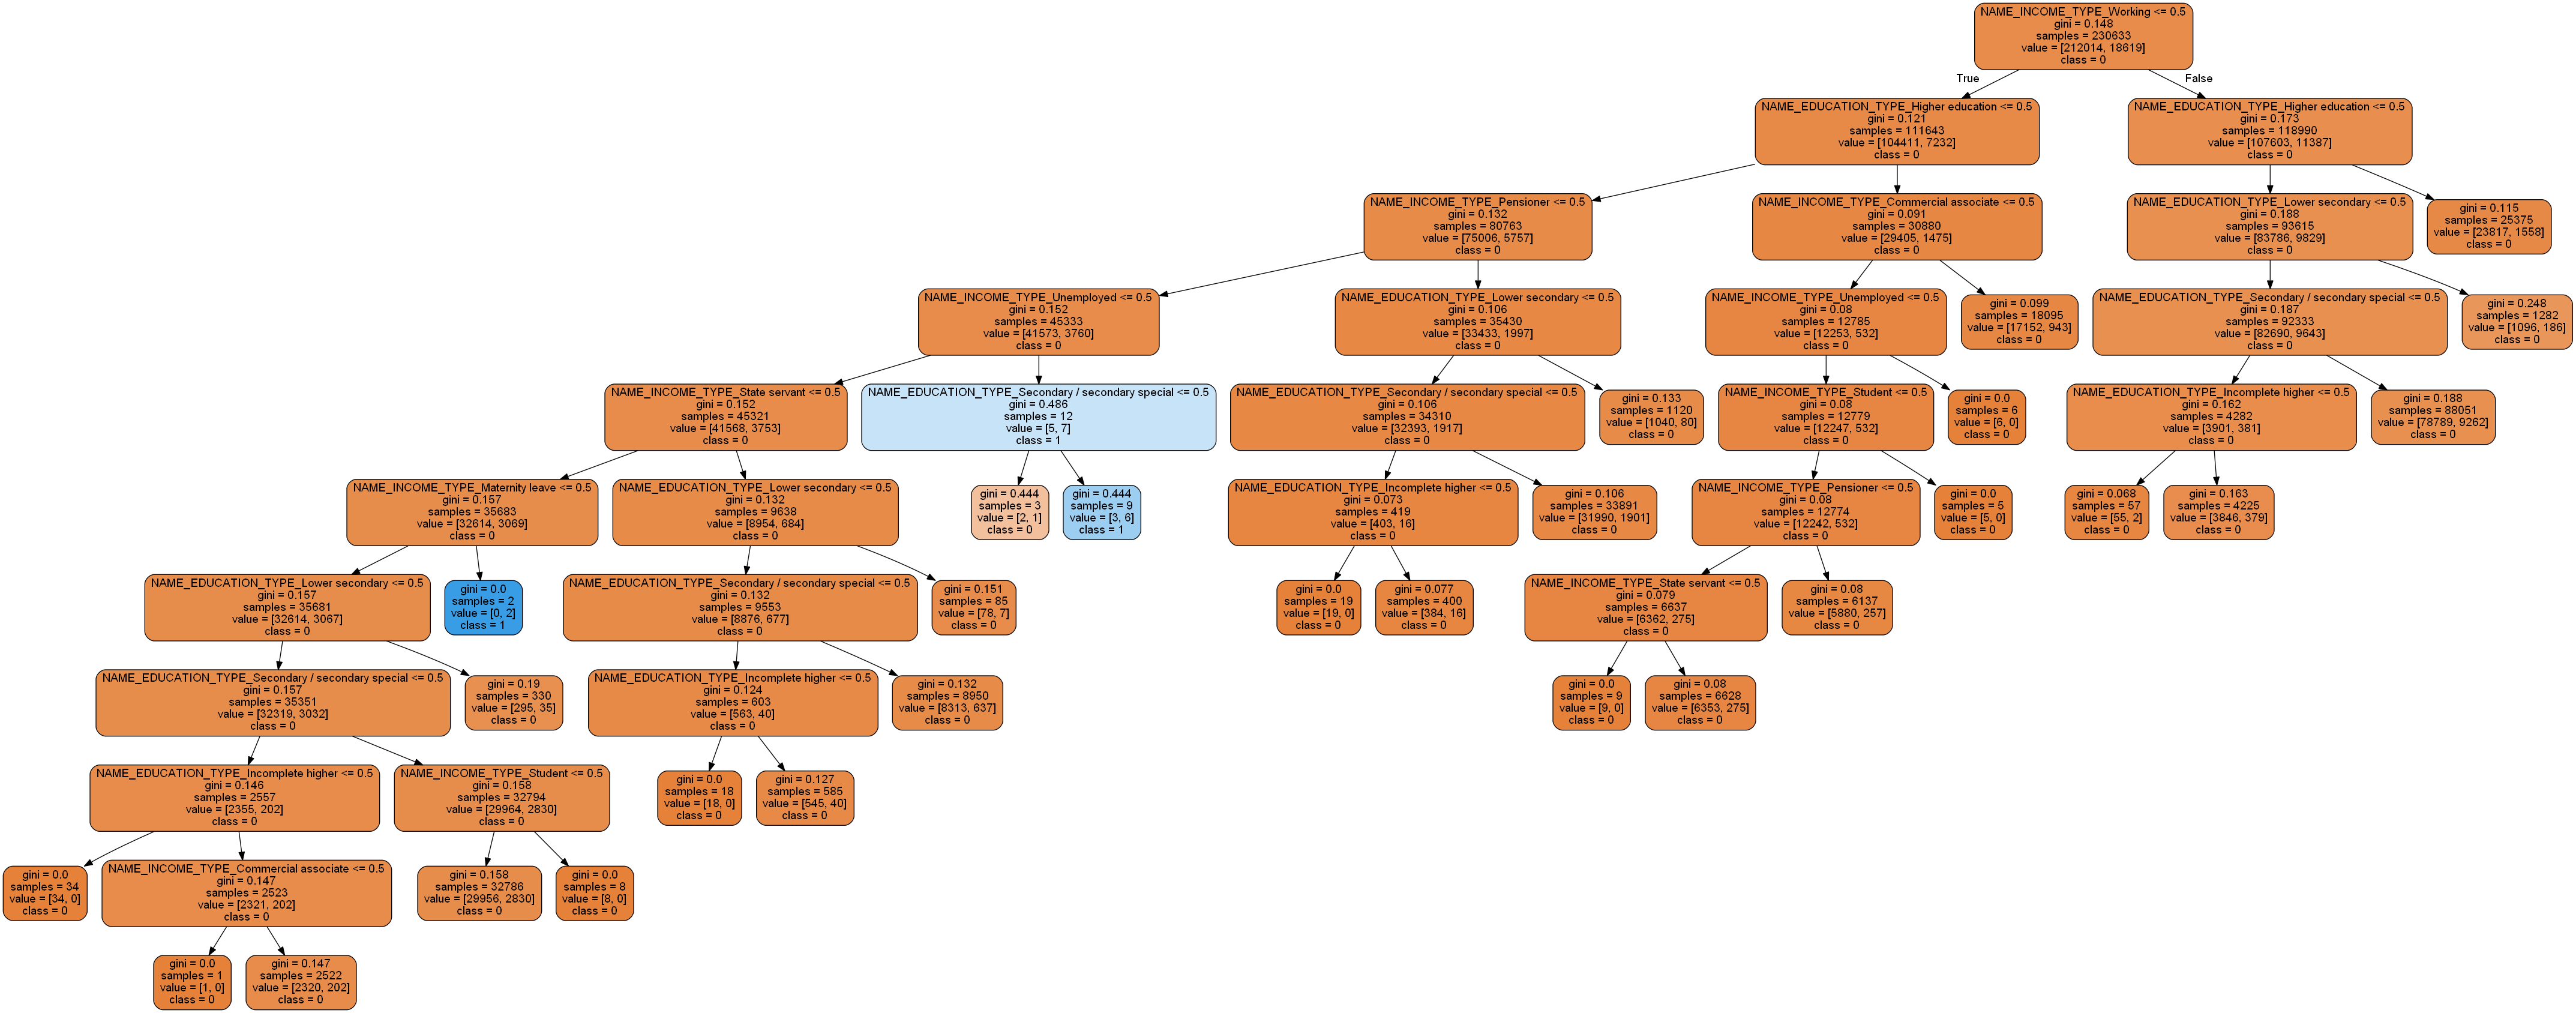 NAME_INCOME_TYPE_Working <= 0.5
gini = 0.148
samples = 230633
value = [212014, 18619]
class = 0
True
False
NAME_EDUCATION_TYPE_Higher education <= 0.5
gini = 0.121
samples = 111643
value = [104411, 7232]
class = 0
NAME_EDUCATION_TYPE_Higher education <= 0.5
gini = 0.173
samples = 118990
value = [107603, 11387]
class = 0
NAME_INCOME_TYPE_Pensioner <= 0.5
gini = 0.132
samples = 80763
value = [75006, 5757]
class = 0
NAME_INCOME_TYPE_Commercial associate <= 0.5
gini = 0.091
samples = 30880
value = [29405, 1475]
class = 0
NAME_EDUCATION_TYPE_Lower secondary <= 0.5
gini = 0.188
samples = 93615
value = [83786, 9829]
class = 0
gini = 0.115
samples = 25375
value = [23817, 1558]
class = 0
NAME_INCOME_TYPE_Unemployed <= 0.5
gini = 0.152
samples = 45333
value = [41573, 3760]
class = 0
NAME_EDUCATION_TYPE_Lower secondary <= 0.5
gini = 0.106
samples = 35430
value = [33433, 1997]
class = 0
NAME_INCOME_TYPE_Unemployed <= 0.5
gini = 0.08
samples = 12785
value = [12253, 532]
class = 0
gini = 0.099
samples = 18095
value = [17152, 943]
class = 0
NAME_EDUCATION_TYPE_Secondary / secondary special <= 0.5
gini = 0.187
samples = 92333
value = [82690, 9643]
class = 0
gini = 0.248
samples = 1282
value = [1096, 186]
class = 0
NAME_INCOME_TYPE_State servant <= 0.5
gini = 0.152
samples = 45321
value = [41568, 3753]
class = 0
NAME_EDUCATION_TYPE_Secondary / secondary special <= 0.5
gini = 0.486
samples = 12
value = [5, 7]
class = 1
NAME_EDUCATION_TYPE_Secondary / secondary special <= 0.5
gini = 0.106
samples = 34310
value = [32393, 1917]
class = 0
gini = 0.133
samples = 1120
value = [1040, 80]
class = 0
NAME_INCOME_TYPE_Student <= 0.5
gini = 0.08
samples = 12779
value = [12247, 532]
class = 0
gini = 0.0
samples = 6
value = [6, 0]
class = 0
NAME_EDUCATION_TYPE_Incomplete higher <= 0.5
gini = 0.162
samples = 4282
value = [3901, 381]
class = 0
gini = 0.188
samples = 88051
value = [78789, 9262]
class = 0
NAME_INCOME_TYPE_Maternity leave <= 0.5
gini = 0.157
samples = 35683
value = [32614, 3069]
class = 0
NAME_EDUCATION_TYPE_Lower secondary <= 0.5
gini = 0.132
samples = 9638
value = [8954, 684]
class = 0
gini = 0.444
samples = 3
value = [2, 1]
class = 0
gini = 0.444
samples = 9
value = [3, 6]
class = 1
NAME_EDUCATION_TYPE_Incomplete higher <= 0.5
gini = 0.073
samples = 419
value = [403, 16]
class = 0
gini = 0.106
samples = 33891
value = [31990, 1901]
class = 0
NAME_INCOME_TYPE_Pensioner <= 0.5
gini = 0.08
samples = 12774
value = [12242, 532]
class = 0
gini = 0.0
samples = 5
value = [5, 0]
class = 0
gini = 0.068
samples = 57
value = [55, 2]
class = 0
gini = 0.163
samples = 4225
value = [3846, 379]
class = 0
NAME_EDUCATION_TYPE_Lower secondary <= 0.5
gini = 0.157
samples = 35681
value = [32614, 3067]
class = 0
gini = 0.0
samples = 2
value = [0, 2]
class = 1
NAME_EDUCATION_TYPE_Secondary / secondary special <= 0.5
gini = 0.132
samples = 9553
value = [8876, 677]
class = 0
gini = 0.151
samples = 85
value = [78, 7]
class = 0
gini = 0.0
samples = 19
value = [19, 0]
class = 0
gini = 0.077
samples = 400
value = [384, 16]
class = 0
NAME_INCOME_TYPE_State servant <= 0.5
gini = 0.079
samples = 6637
value = [6362, 275]
class = 0
gini = 0.08
samples = 6137
value = [5880, 257]
class = 0
NAME_EDUCATION_TYPE_Secondary / secondary special <= 0.5
gini = 0.157
samples = 35351
value = [32319, 3032]
class = 0
gini = 0.19
samples = 330
value = [295, 35]
class = 0
NAME_EDUCATION_TYPE_Incomplete higher <= 0.5
gini = 0.124
samples = 603
value = [563, 40]
class = 0
gini = 0.132
samples = 8950
value = [8313, 637]
class = 0
gini = 0.0
samples = 9
value = [9, 0]
class = 0
gini = 0.08
samples = 6628
value = [6353, 275]
class = 0
NAME_EDUCATION_TYPE_Incomplete higher <= 0.5
gini = 0.146
samples = 2557
value = [2355, 202]
class = 0
NAME_INCOME_TYPE_Student <= 0.5
gini = 0.158
samples = 32794
value = [29964, 2830]
class = 0
gini = 0.0
samples = 18
value = [18, 0]
class = 0
gini = 0.127
samples = 585
value = [545, 40]
class = 0
gini = 0.0
samples = 34
value = [34, 0]
class = 0
NAME_INCOME_TYPE_Commercial associate <= 0.5
gini = 0.147
samples = 2523
value = [2321, 202]
class = 0
gini = 0.158
samples = 32786
value = [29956, 2830]
class = 0
gini = 0.0
samples = 8
value = [8, 0]
class = 0
gini = 0.0
samples = 1
value = [1, 0]
class = 0
gini = 0.147
samples = 2522
value = [2320, 202]
class = 0